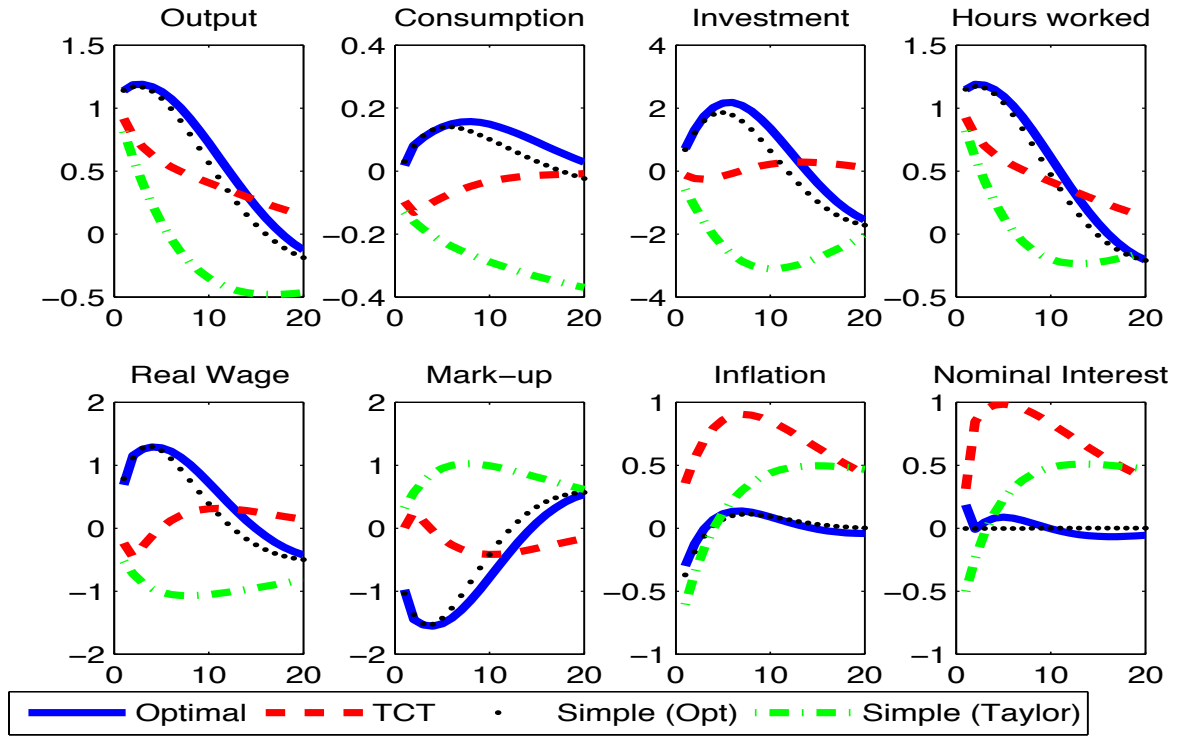 Output
Consumption
Investment
Hours worked
1.5
1
0.5
0
−0.5
0 10 20
0.4
0.2
0
−0.2
−0.4
0 10 20
4
2
0
−2
−4
0 10 20
1.5
1
0.5
0
−0.5
0 10 20
Real Wage
Mark−up
Inflation
Nominal Interest
2
1
0
−1
−2
0 10 20
2
1
0
−1
−2
0 10 20
1
0.5
0
−0.5
−1
0 10 20
1
0.5
0
−0.5
−1
0 10 20
Optimal TCT Simple (Opt) Simple (Taylor)